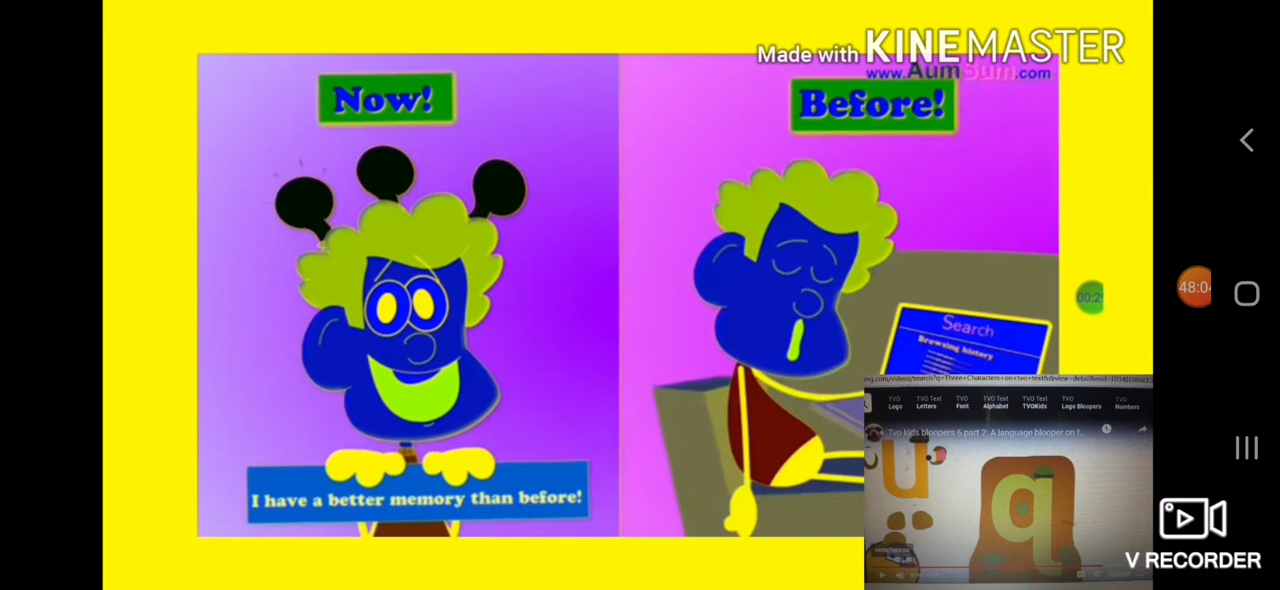 Made with KINEMASTER
www.AumSum.com
Now!
Before!
I have a better memory than before!
Search
Browsing history
48:04
TVO Logo
TVO Text Letters
TVO Font
TVO Text Alphabet
TVO Text TVOKids
TVO Logo Bloopers
TVO Numbers
Tvo kids bloopers 6 part 2: A language blooper on t...
u
q
V RECORDER